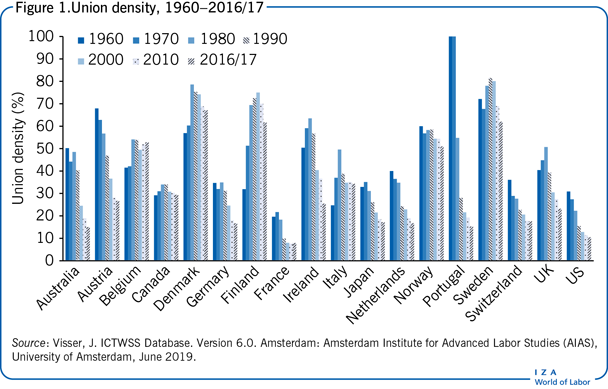 Figure 1.Union density, 1960–2016/17
100
90
80
70
60
50
40
30
20
10
0
Union density (%)
1960 1970 1980 1990
2000 2010 2016/17
Australia
Austria
Belgium
Canada
Denmark
Germany
Finland
France
Ireland
Italy
Japan
Netherlands
Norway
Portugal
Sweden
Switzerland
UK
US
Source: Visser, J. ICTWSS Database. Version 6.0. Amsterdam: Amsterdam Institute for Advanced Labor Studies (AIAS),
University of Amsterdam, June 2019.
I Z A
World of Labor